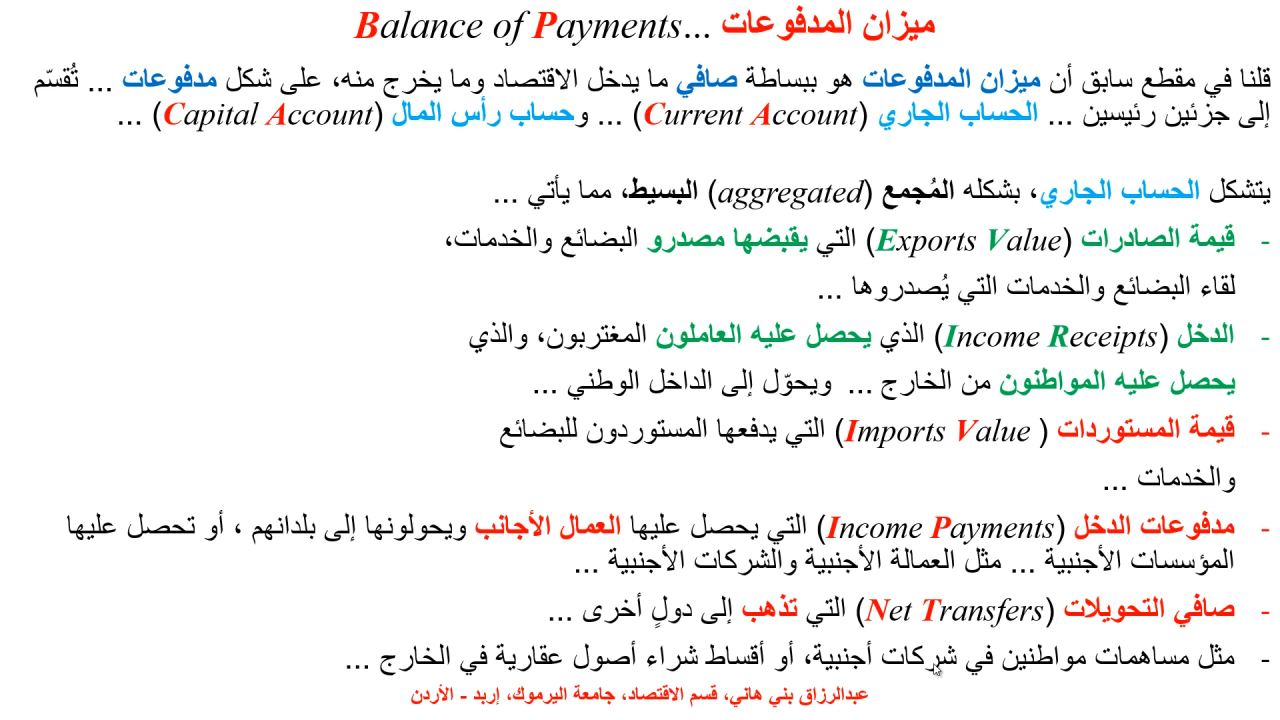 ميزان المدفوعات ...Balance of Payments
قلنا في مقطع سابق أن ميزان المدفوعات هو ببساطة صافي ما يدخل الاقتصاد وما يخرج منه، على شكل مدفوعات ... تُقسّم
إلى جزئين رئيسين ... الحساب الجاري (Current Account) ... وحساب رأس المال (Capital Account) ...
يتشكل الحساب الجاري، بشكله المُجمع (aggregated) البسيط، مما يأتي ...
- قيمة الصادرات (Exports Value) التي يقبضها مصدرو البضائع والخدمات،
لقاء البضائع والخدمات التي يُصدروها ...
- الدخل (Income Receipts) الذي يحصل عليه العاملون المغتربون، والذي
يحصل عليه المواطنون من الخارج ... ويحوّل إلى الداخل الوطني ...
- قيمة المستوردات (Imports Value ) التي يدفعها المستوردون للبضائع
والخدمات ...
- مدفوعات الدخل (Income Payments) التي يحصل عليها العمال الأجانب ويحولونها إلى بلدانهم ، أو تحصل عليها
المؤسسات الأجنبية ... مثل العمالة الأجنبية والشركات الأجنبية ...
- صافي التحويلات (Net Transfers) التي تذهب إلى دولٍ أخرى ...
- مثل مساهمات مواطنين في شركات أجنبية، أو أقساط شراء أصول عقارية في الخارج ...
عبدالرزاق بني هاني، قسم الاقتصاد، جامعة اليرموك، إربد - الأردن